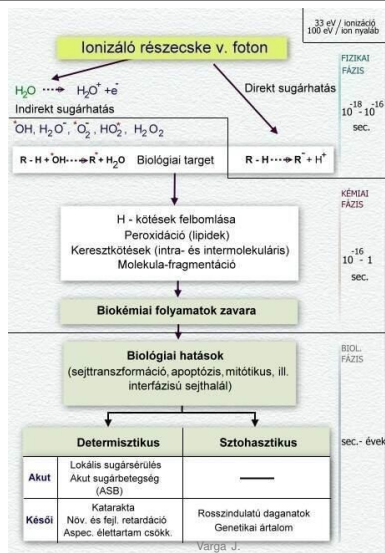 33 eV / ionizáció
100 eV / ion nyaláb
Ionizáló részecske v. foton
FIZIKAI
FÁZIS
H₂O ····➤ H₂O⁺ +e⁻
Direkt sugárhatás
Indirekt sugárhatás
10⁻¹⁸ - 10⁻¹⁶
sec.
*OH, H₂O⁻, *O₂⁻, HO₂*, H₂O₂
R - H + *OH····➤R* + H₂O
Biológiai target
R - H····➤R⁻ + H⁺
KÉMIAI
FÁZIS
H - kötések felbomlása
Peroxidáció (lipidek)
Keresztkötések (intra- és intermolekuláris)
Molekula-fragmentáció
10⁻¹⁶ - 1
sec.
Biokémiai folyamatok zavara
BIOL.
FÁZIS
Biológiai hatások
(sejttranszformáció, apoptózis, mitótikus, ill.
interfázisú sejthalál)
sec.- évek
Determisztikus
Sztohasztikus
Akut
Lokális sugársérülés
Akut sugárbetegség
(ASB)
Késői
Katarakta
Növ. és fejl. retardáció
Aspec. élettartam csökk.
Rosszindulatú daganatok
Genetikai ártalom
Varga J.